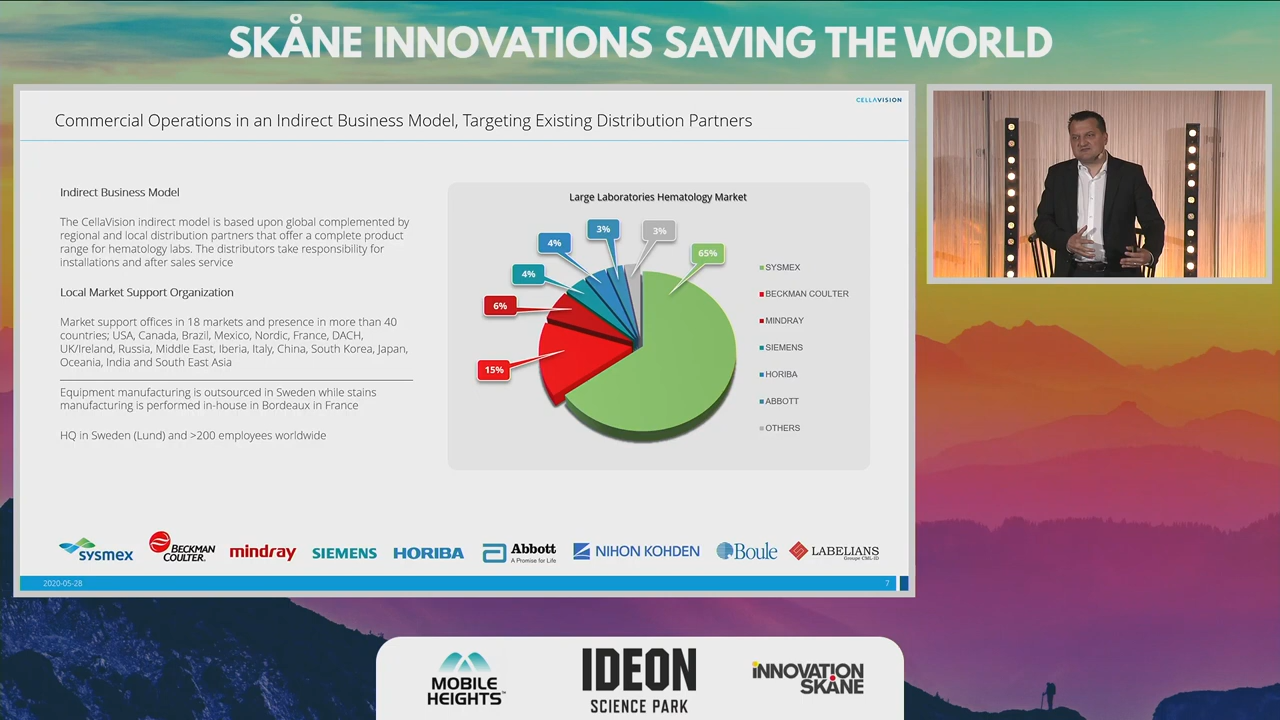 SKÅNE INNOVATIONS SAVING THE WORLD
CELLAVISION
Commercial Operations in an Indirect Business Model, Targeting Existing Distribution Partners
Indirect Business Model
The CellaVision indirect model is based upon global complemented by
regional and local distribution partners that offer a complete product
range for hematology labs. The distributors take responsibility for
installations and after sales service
Local Market Support Organization
Market support offices in 18 markets and presence in more than 40
countries; USA, Canada, Brazil, Mexico, Nordic, France, DACH,
UK/Ireland, Russia, Middle East, Iberia, Italy, China, South Korea, Japan,
Oceania, India and South East Asia
Equipment manufacturing is outsourced in Sweden while stains
manufacturing is performed in-house in Bordeaux in France
HQ in Sweden (Lund) and >200 employees worldwide
Large Laboratories Hematology Market
3%
3%
4%
65%
4%
6%
15%
SYSMEX
BECKMAN COULTER
MINDRAY
SIEMENS
HORIBA
ABBOTT
OTHERS
sysmex
BECKMAN
COULTER
mindray
SIEMENS
HORIBA
Abbott
A Promise for Life
NIHON KOHDEN
Boule
LABELIANS
Groupe CML-ID
2020-05-28
7
MOBILE
HEIGHTS™
IDEON
SCIENCE PARK
INNOVATION
SKÅNE